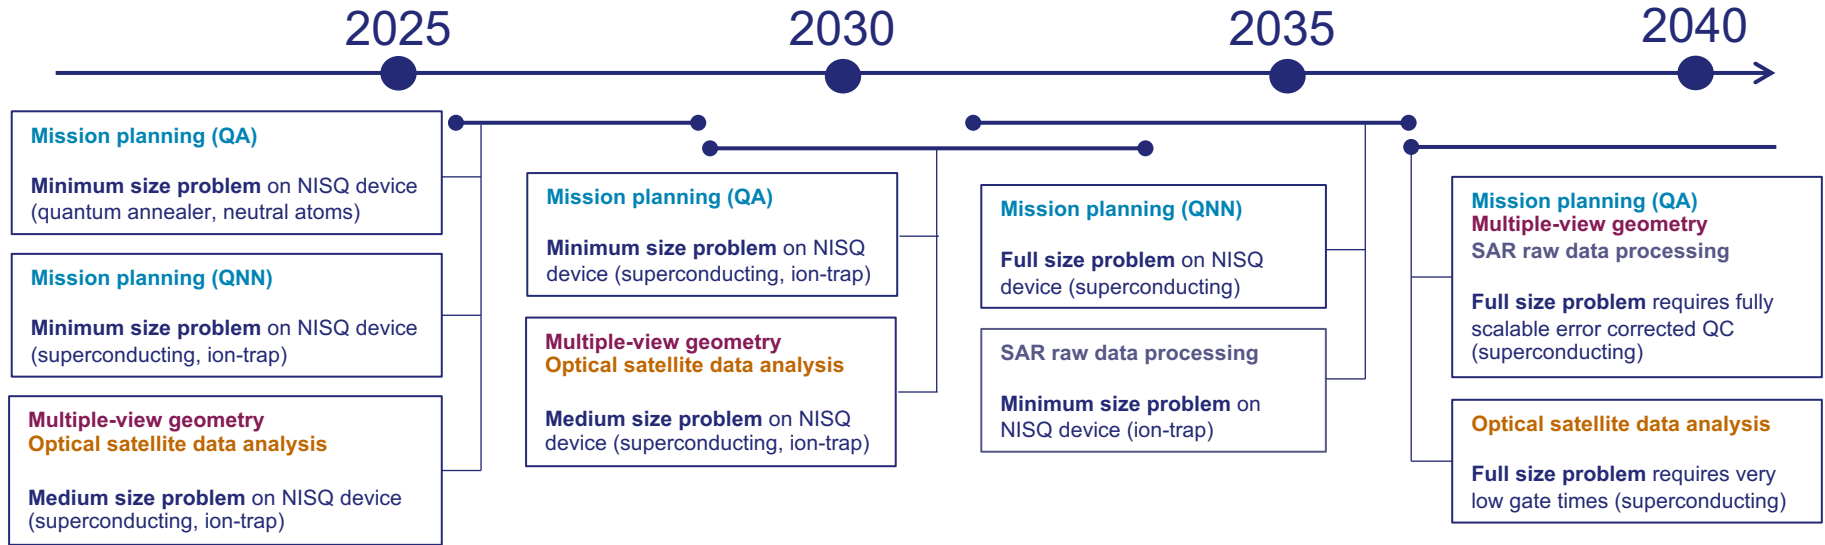 2025
2030
2035
2040
Mission planning (QA)
Minimum size problem on NISQ device
(quantum annealer, neutral atoms)
Mission planning (QNN)
Minimum size problem on NISQ device
(superconducting, ion-trap)
Multiple-view geometry
Optical satellite data analysis
Medium size problem on NISQ device
(superconducting, ion-trap)
Mission planning (QA)
Minimum size problem on NISQ
device (superconducting, ion-trap)
Multiple-view geometry
Optical satellite data analysis
Medium size problem on NISQ
device (superconducting, ion-trap)
Mission planning (QNN)
Full size problem on NISQ
device (superconducting)
SAR raw data processing
Minimum size problem on
NISQ device (ion-trap)
Mission planning (QA)
Multiple-view geometry
SAR raw data processing
Full size problem requires fully
scalable error corrected QC
(superconducting)
Optical satellite data analysis
Full size problem requires very
low gate times (superconducting)